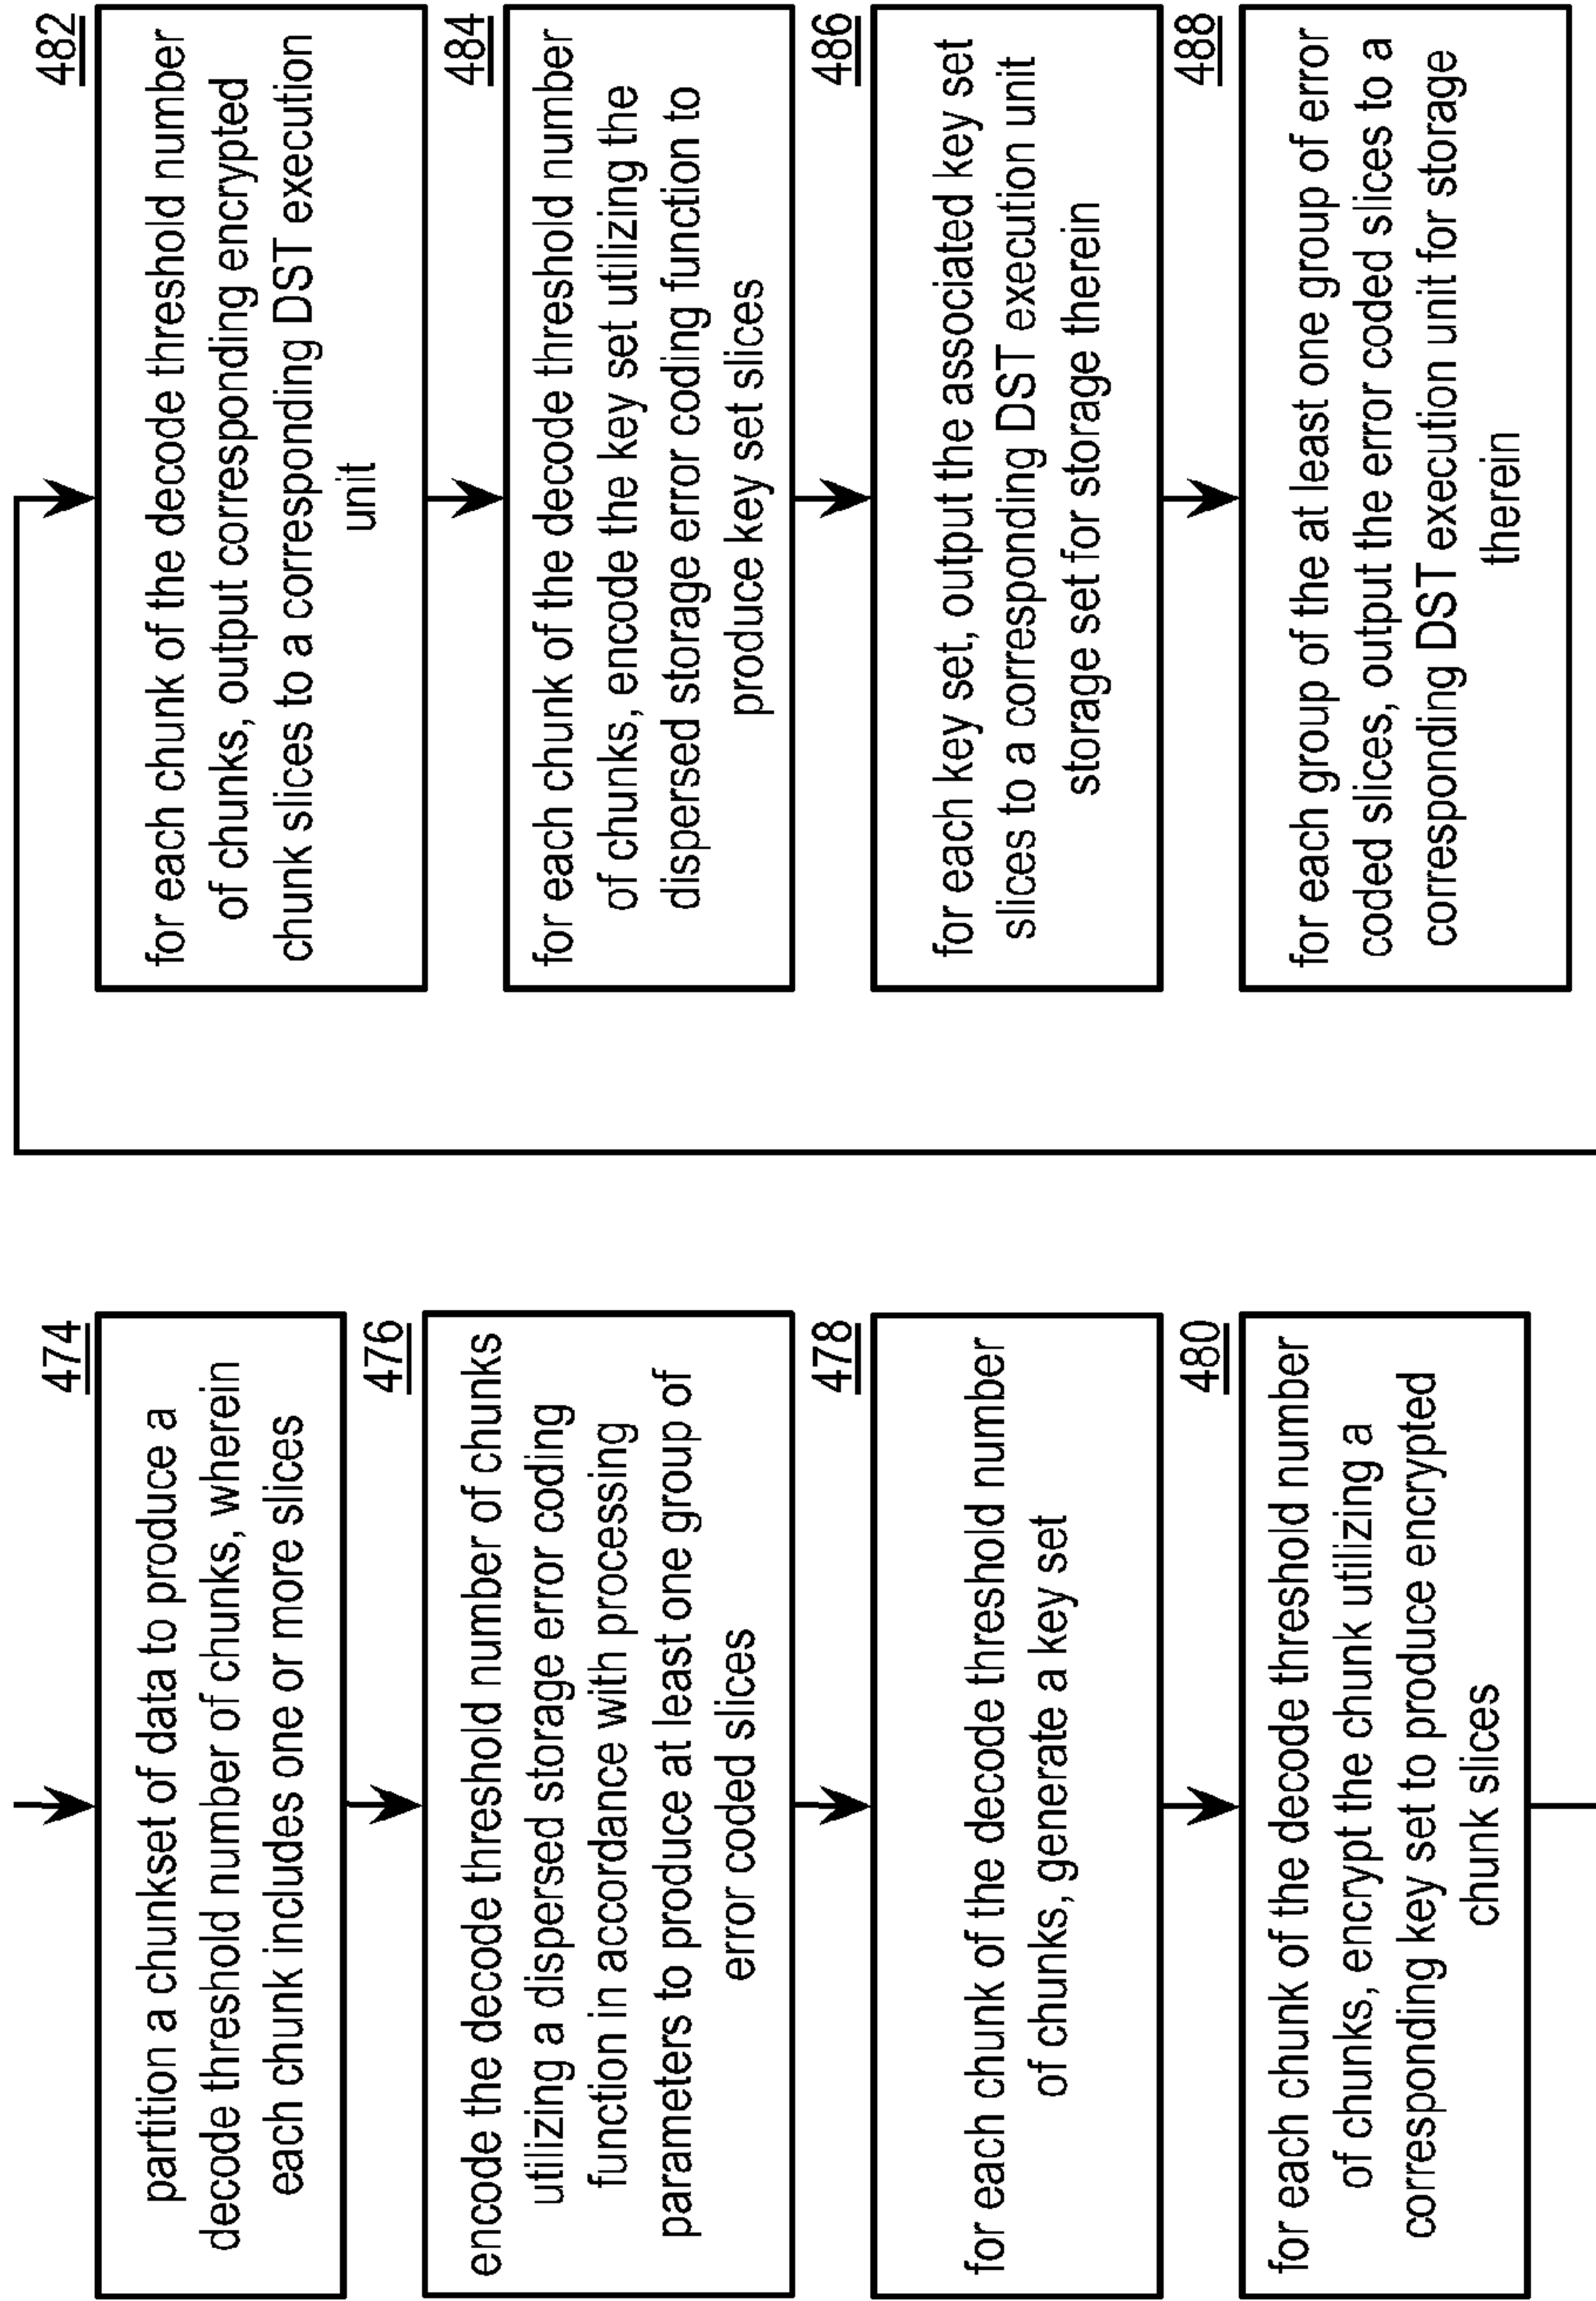 474
partition a chunkset of data to produce a
decode threshold number of chunks, wherein
each chunk includes one or more slices
476
encode the decode threshold number of chunks
utilizing a dispersed storage error coding
function in accordance with processing
parameters to produce at least one group of
error coded slices
478
for each chunk of the decode threshold number
of chunks, generate a key set
480
for each chunk of the decode threshold number
of chunks, encrypt the chunk utilizing a
corresponding key set to produce encrypted
chunk slices
482
for each chunk of the decode threshold number
of chunks, output corresponding encrypted
chunk slices to a corresponding DST execution
unit
484
for each chunk of the decode threshold number
of chunks, encode the key set utilizing the
dispersed storage error coding function to
produce key set slices
486
for each key set, output the associated key set
slices to a corresponding DST execution unit
storage set for storage therein
488
for each group of the at least one group of error
coded slices, output the error coded slices to a
corresponding DST execution unit for storage
therein